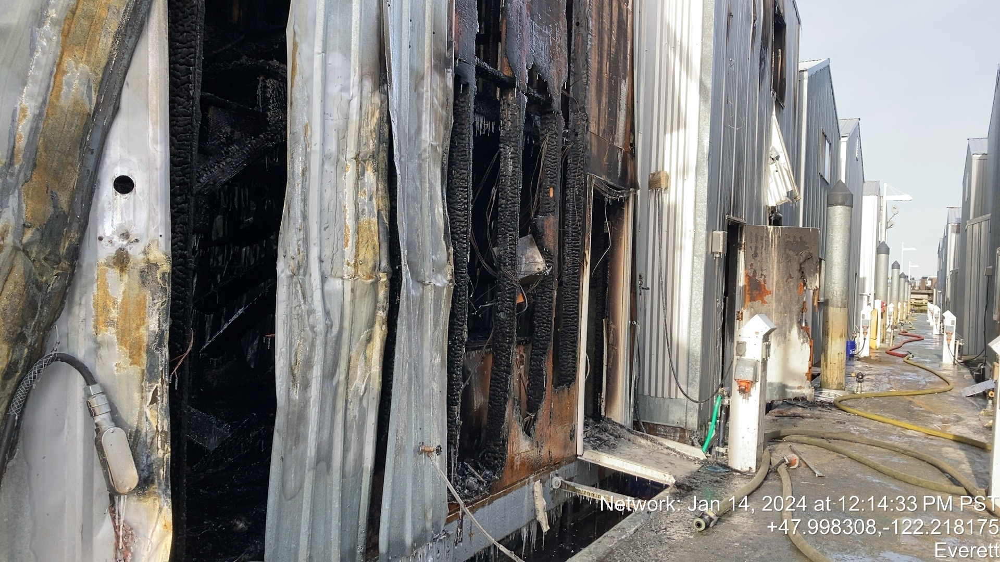 Network: Jan 14, 2024 at 12:14:33 PM PST
+47.998308,-122.218175
Everett